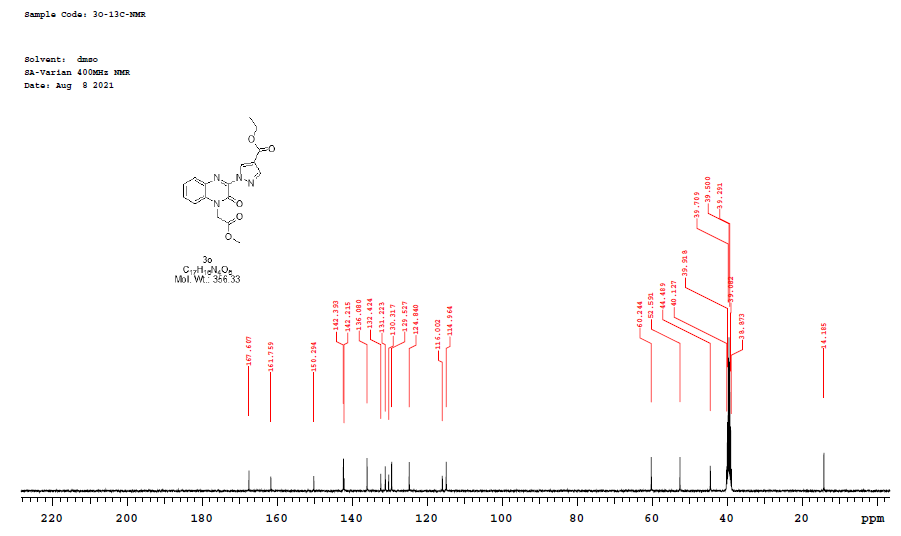 Sample Code: 3O-13C-NMR
Solvent: dmso
SA-Varian 400MHz NMR
Date: Aug 8 2021
O
O
N
N
N
N
O
O
O
3o
C17H16N4O5
Mol. Wt.: 356.33
167.607
161.759
150.294
142.393
142.215
136.080
132.424
131.223
130.317
129.527
124.840
116.002
114.964
60.244
52.591
44.489
40.127
39.918
39.709
39.500
39.291
39.082
38.873
14.185
220 200 180 160 140 120 100 80 60 40 20 ppm